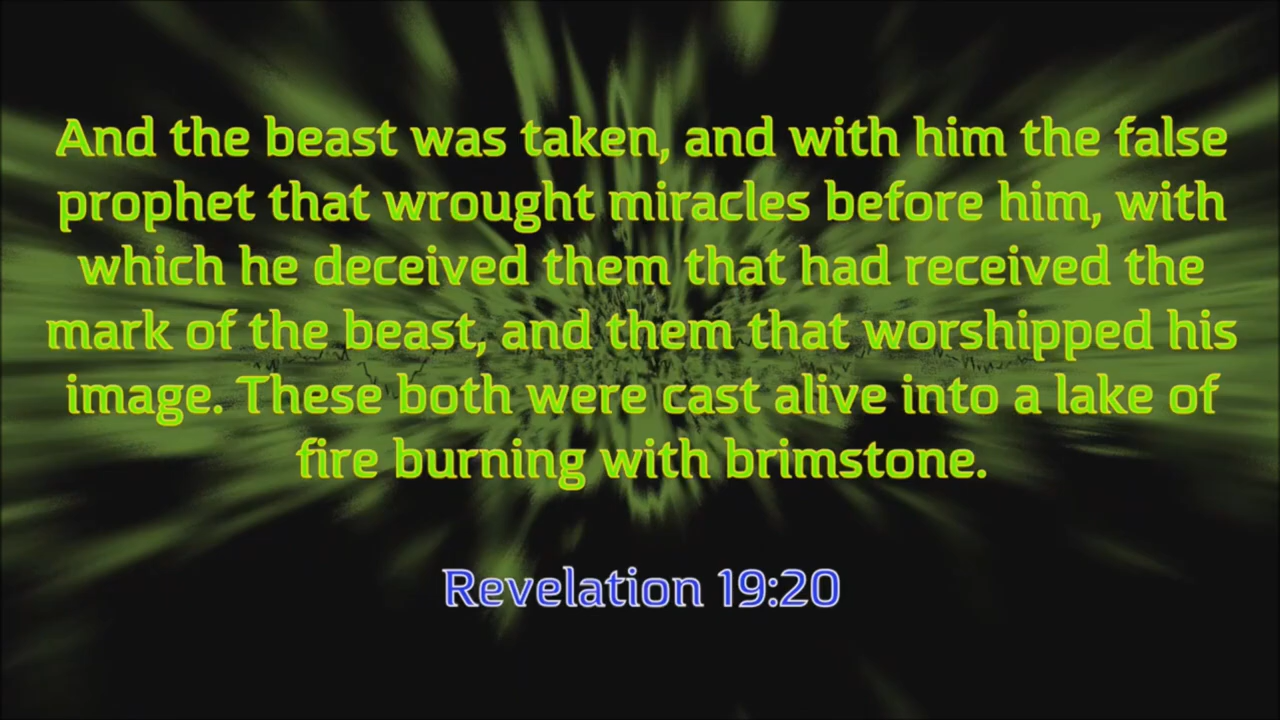 And the beast was taken, and with him the false
prophet that wrought miracles before him, with
which he deceived them that had received the
mark of the beast, and them that worshipped his
image. These both were cast alive into a lake of
fire burning with brimstone.
Revelation 19:20